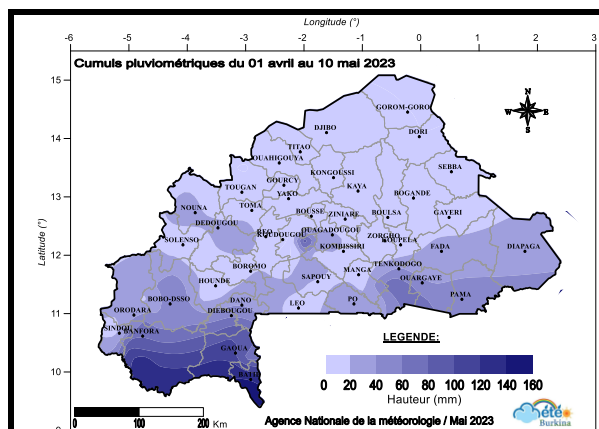 Longitude (°)
-6 -5 -4 -3 -2 -1 0 1 2 3
Cumuls pluviométriques du 01 avril au 10 mai 2023
15
14
13
12
11
10
9
Latitude (°)
N
W E
S
GOROM-GORO
DJIBO
DORI
TITAO
OUAHIGOUYA
SEBBA
KONGOUSSI
GOURCY
TOUGAN
YAKO
KAYA
BOGANDE
NOUNA
TOMA
BOUSSE
ZINIARE
BOULSA
GAYERI
DEDOUGOU
REO
OUAGADOUGOU
KOUDOUGOU
ZORGHO
KOUPELA
SOLENSO
KOMBISSIRI
FADA
DIAPAGA
BOROMO
MANGA
TENKODOGO
SAPOUY
OUARGAYE
HOUNDE
BOBO-DSSO
DANO
LEO
PO
PAMA
ORODARA
DIEBOUGOU
SINDOU
BANFORA
GAOUA
BATIE
LEGENDE:
0 20 40 60 80 100 120 140 160
Hauteur (mm)
0 100 200 Km
Agence Nationale de la météorologie / Mai 2023
météo
Burkina